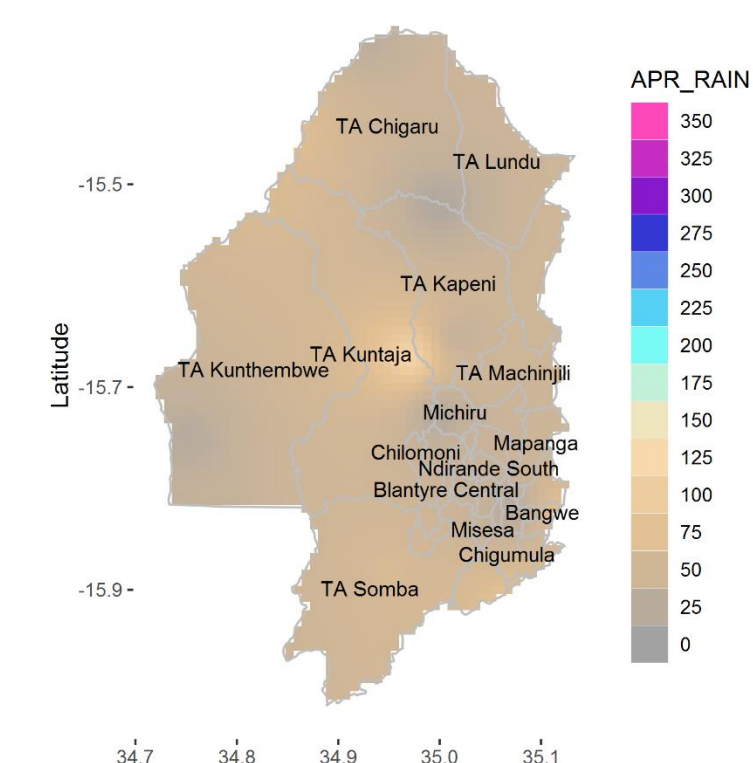 APR_RAIN
350
325
300
275
250
225
200
175
150
125
100
75
50
25
0
Latitude
-15.5
-15.7
-15.9
TA Chigaru
TA Lundu
TA Kapeni
TA Kuntaja
TA Kunthembwe
TA Machinjili
Michiru
Mapanga
Chilomoni
Ndirande South
Blantyre Central
Bangwe
Misesa
Chigumula
TA Somba
34.7 34.8 34.9 35.0 35.1